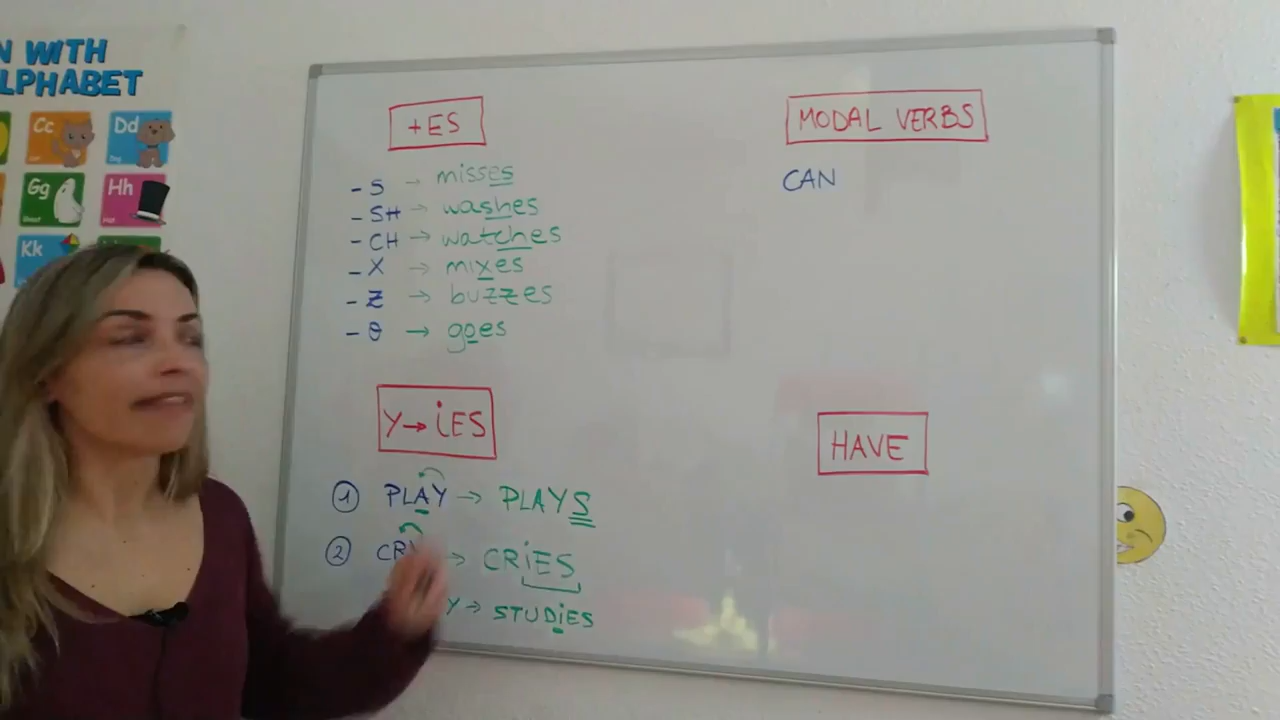 N WITH
LPHABET
Cc
Dd
Gg
Hh
Kk
+ES
-S → misses
-SH → washes
-CH → watches
-X → mixes
-Z → buzzes
-O → goes
Y→iES
1 PLAY → PLAYS
2 CRY → CRIES
Y → STUDiES
MODAL VERBS
CAN
HAVE